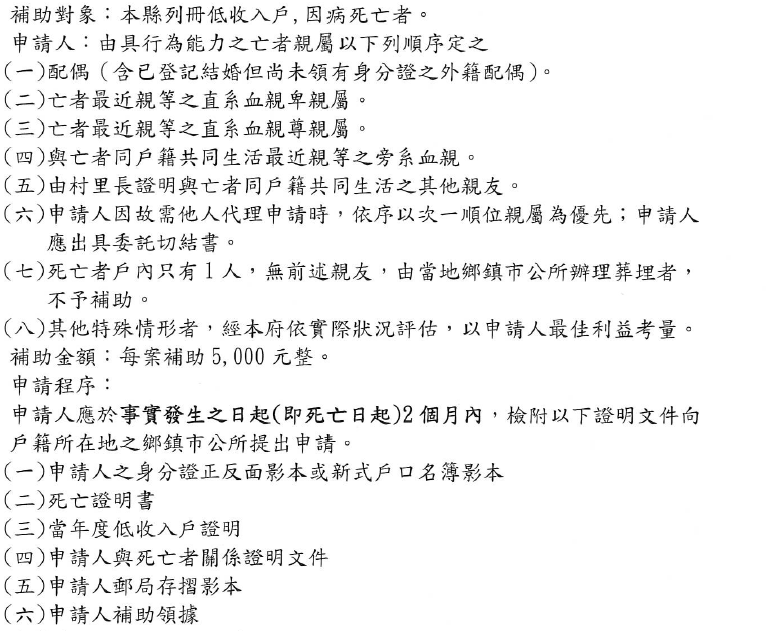 補助對象：本縣列冊低收入戶,因病死亡者。
申請人：由具行為能力之亡者親屬以下列順序定之
(一)配偶(含已登記結婚但尚未領有身分證之外籍配偶)。
(二)亡者最近親等之直系血親卑親屬。
(三)亡者最近親等之直系血親尊親屬。
(四)與亡者同戶籍共同生活最近親等之旁系血親。
(五)由村里長證明與亡者同戶籍共同生活之其他親友。
(六)申請人因故需他人代理申請時，依序以次一順位親屬為優先；申請人
應出具委託切結書。
(七)死亡者戶內只有1人，無前述親友，由當地鄉鎮市公所辦理葬埋者，
不予補助。
(八)其他特殊情形者，經本府依實際狀況評估，以申請人最佳利益考量。
補助金額：每案補助5,000元整。
申請程序：
申請人應於事實發生之日起(即死亡日起)2個月內，檢附以下證明文件向
戶籍所在地之鄉鎮市公所提出申請。
(一)申請人之身分證正反面影本或新式戶口名簿影本
(二)死亡證明書
(三)當年度低收入戶證明
(四)申請人與死亡者關係證明文件
(五)申請人郵局存摺影本
(六)申請人補助領據